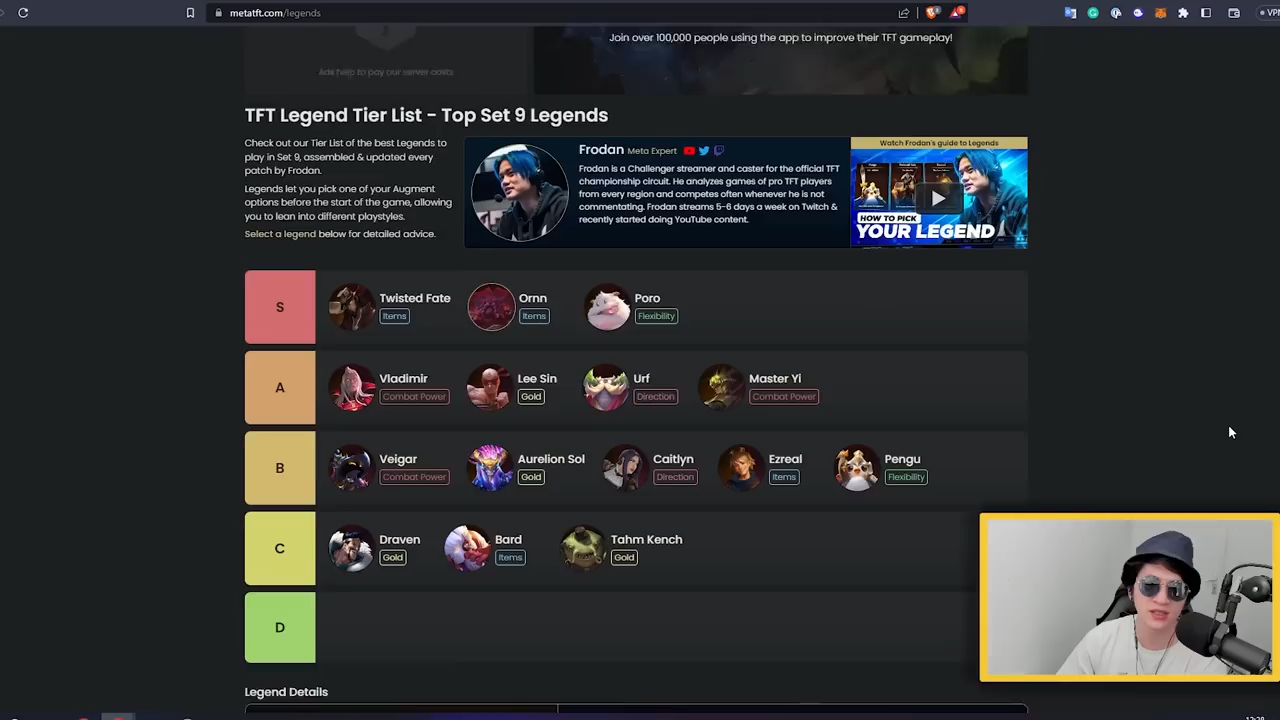 metatft.com/legends
VPN
Join over 100,000 people using the app to improve their TFT gameplay!
Ads help to pay our server costs
TFT Legend Tier List - Top Set 9 Legends
Check out our Tier List of the best Legends to
play in Set 9, assembled & updated every
patch by Frodan.
Legends let you pick one of your Augment
options before the start of the game, allowing
you to lean into different playstyles.
Select a legend below for detailed advice.
Frodan Meta Expert
Frodan is a Challenger streamer and caster for the official TFT
championship circuit. He analyzes games of pro TFT players
from every region and competes often whenever he is not
commentating. Frodan streams 5-6 days a week on Twitch &
recently started doing YouTube content.
Watch Frodan's guide to Legends
HOW TO PICK
YOUR LEGEND
S
Twisted Fate
Items
Ornn
Items
Poro
Flexibility
A
Vladimir
Combat Power
Lee Sin
Gold
Urf
Direction
Master Yi
Combat Power
B
Veigar
Combat Power
Aurelion Sol
Gold
Caitlyn
Direction
Ezreal
Items
Pengu
Flexibility
C
Draven
Gold
Bard
Items
Tahm Kench
Gold
D
Legend Details